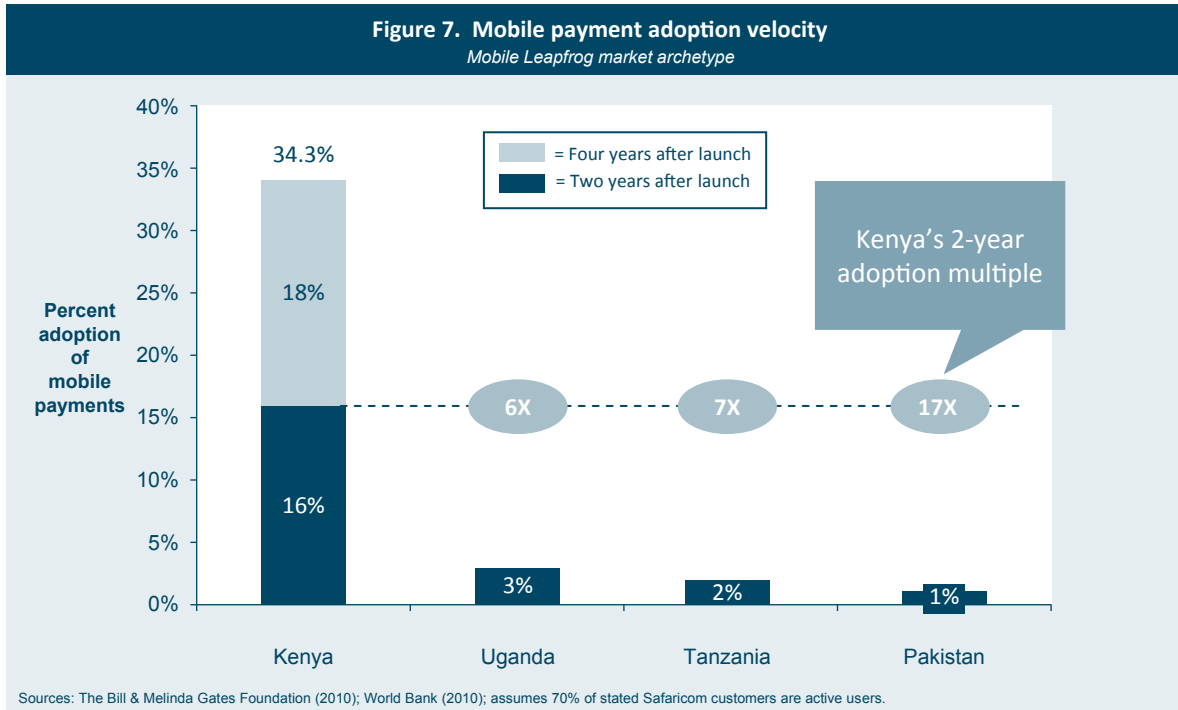 Figure 7. Mobile payment adoption velocity
Mobile Leapfrog market archetype
40%
35%
30%
25%
20%
15%
10%
5%
0%
Percent
adoption
of
mobile
payments
34.3%
18%
16%
= Four years after launch
= Two years after launch
Kenya's 2-year
adoption multiple
6X
7X
17X
3%
2%
1%
Kenya
Uganda
Tanzania
Pakistan
Sources: The Bill & Melinda Gates Foundation (2010); World Bank (2010); assumes 70% of stated Safaricom customers are active users.